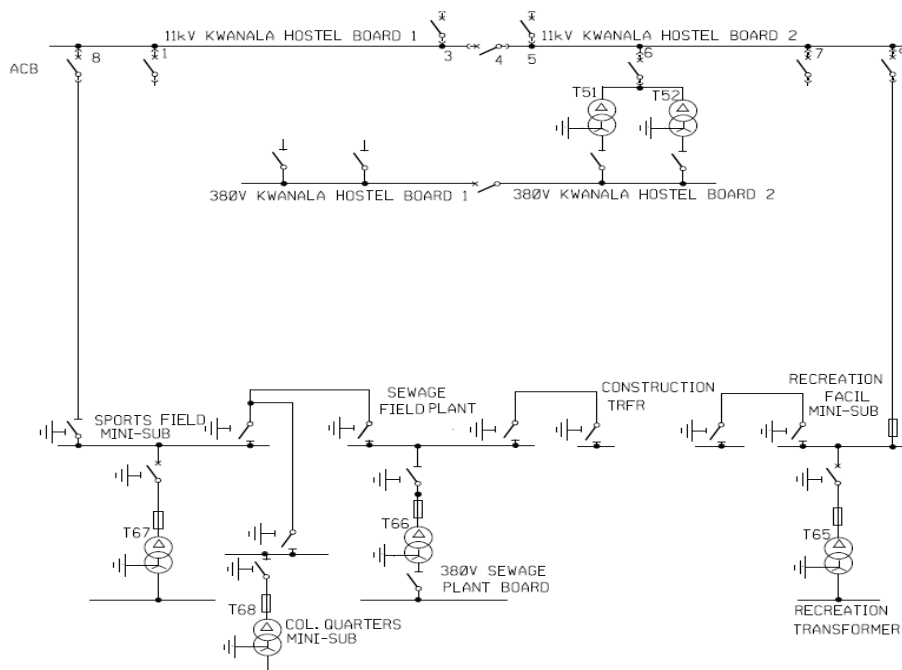 11kV KWANALA HOSTEL BOARD 1
11kV KWANALA HOSTEL BOARD 2
ACB
8
1
3
4
5
6
7
9
T51
T52
380V KWANALA HOSTEL BOARD 1
380V KWANALA HOSTEL BOARD 2
SPORTS FIELD
MINI-SUB
SEWAGE
FIELD PLANT
CONSTRUCTION
TRFR
RECREATION
FACIL
MINI-SUB
T67
T66
T65
380V SEWAGE
PLANT BOARD
T68
COL. QUARTERS
MINI-SUB
RECREATION
TRANSFORMER